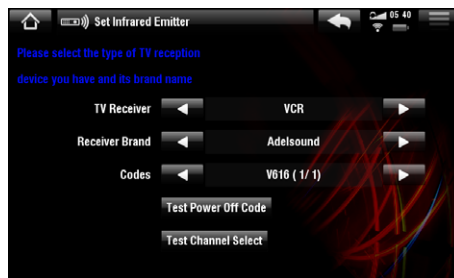 Set Infrared Emitter
05 40
Please select the type of TV reception
device you have and its brand name
TV Receiver VCR
Receiver Brand Adelsound
Codes V616 ( 1/ 1)
Test Power Off Code
Test Channel Select